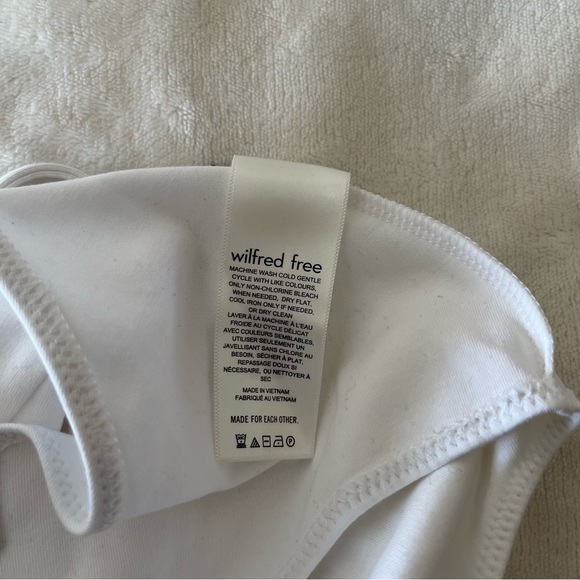 wilfred free
MACHINE WASH COLD GENTLE
CYCLE WITH LIKE COLOURS,
ONLY NON-CHLORINE BLEACH
WHEN NEEDED, DRY FLAT.
COOL IRON ONLY IF NEEDED,
OR DRY CLEAN
LAVER À LA MACHINE À L'EAU
FROIDE AU CYCLE DÉLICAT
AVEC COULEURS SEMBLABLES,
UTILISER SEULEMENT UN
JAVELLISANT SANS CHLORE AU
BESOIN, SÉCHER À PLAT,
REPASSAGE DOUX SI
NÉCESSAIRE, OU NETTOYER À
SEC
MADE IN VIETNAM
FABRIQUÉ AU VIETNAM
MADE FOR EACH OTHER.